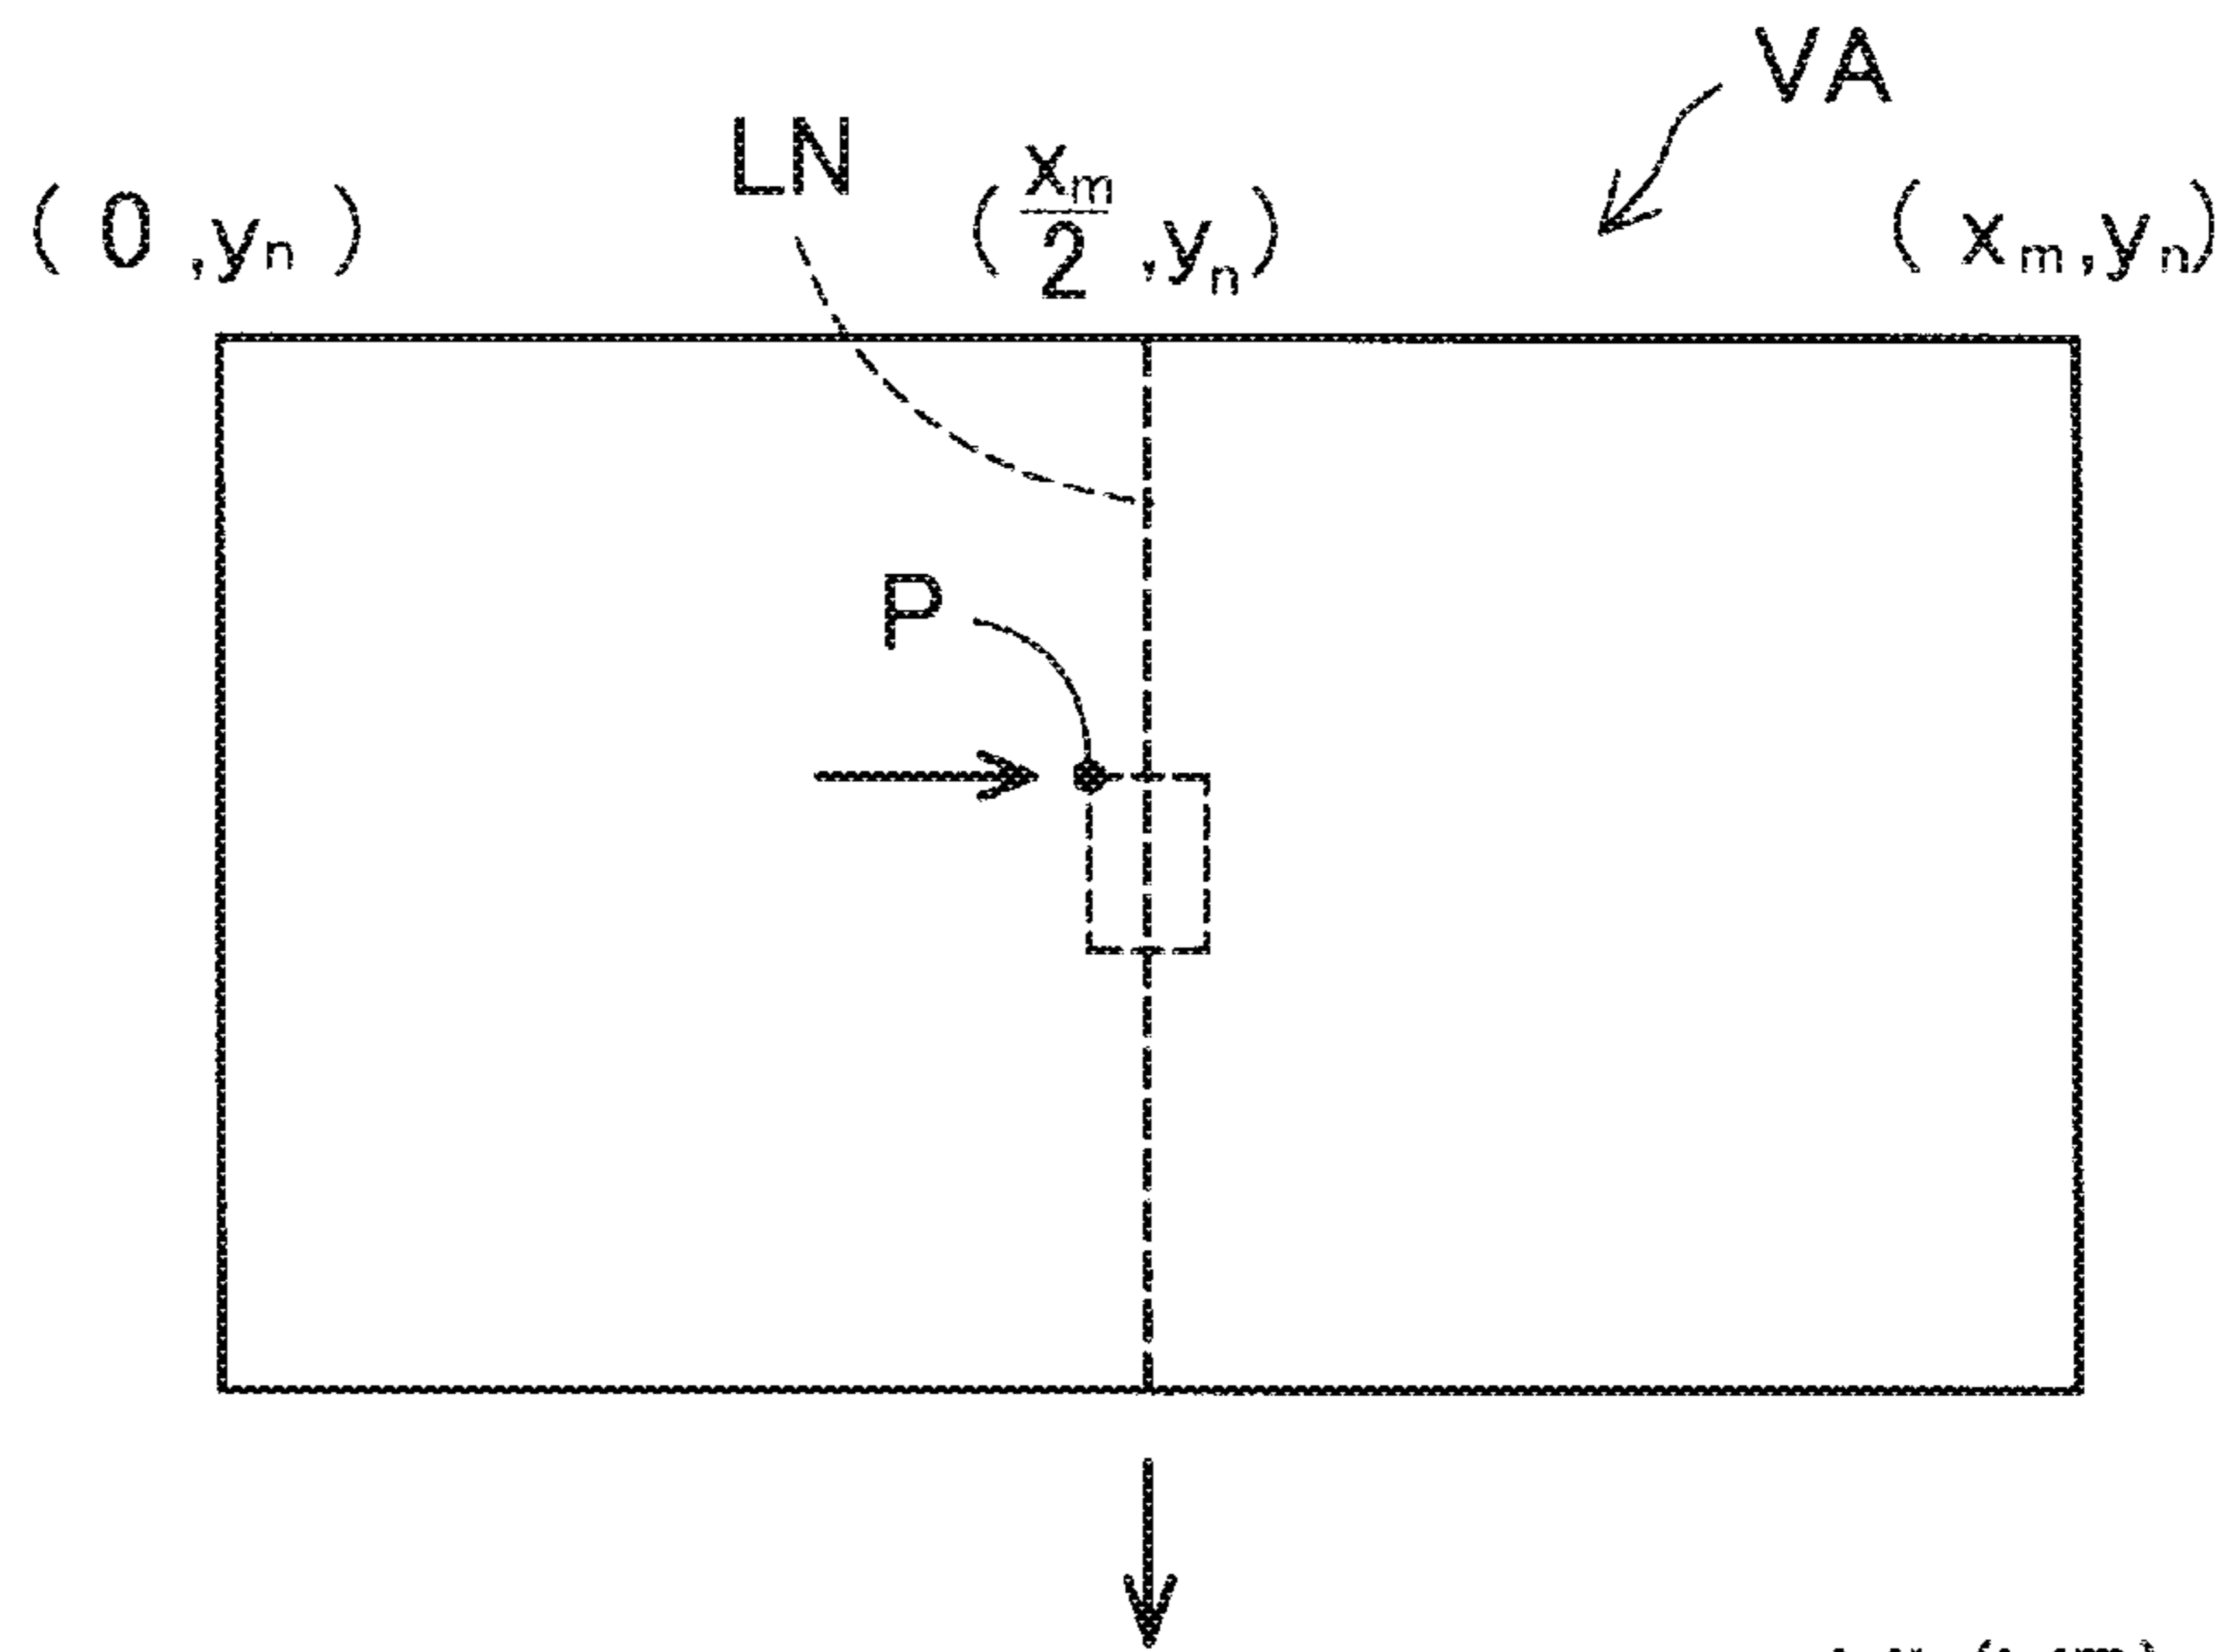 VA
LN
(0,yₙ) (xₘ/2,yₙ) (xₘ,yₙ)
P